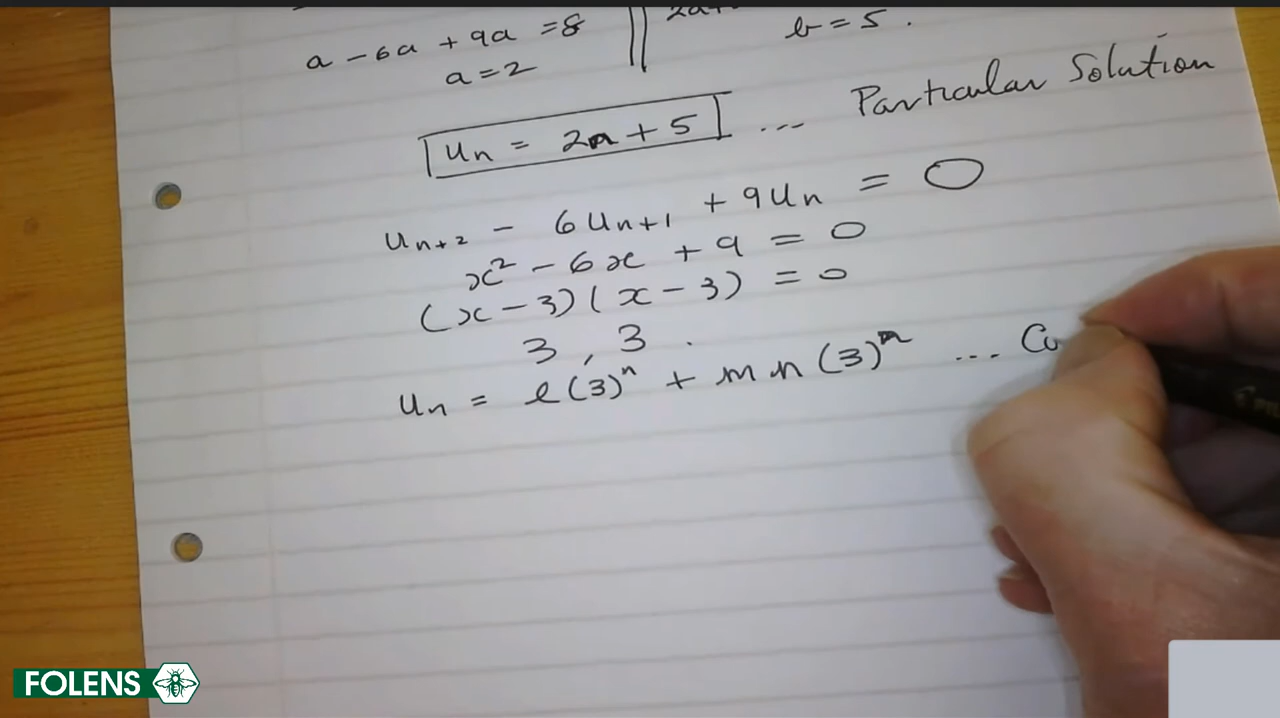 a - 6a + 9a = 8
a = 2
b = 5 .
Un = 2n + 5 ... Particular Solution
Un+2 - 6Un+1 + 9Un = 0
x² - 6x + 9 = 0
(x - 3)(x - 3) = 0
3 , 3 .
Un = l(3)ⁿ + mn(3)ⁿ ... Co
FOLENS